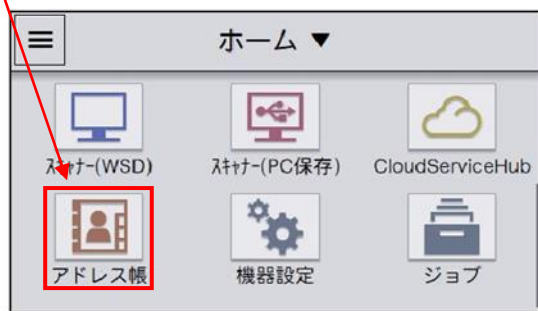 ホーム ▼
ｽｷｬﾅｰ(WSD)
ｽｷｬﾅｰ(PC保存)
CloudServiceHub
アドレス帳
機器設定
ジョブ